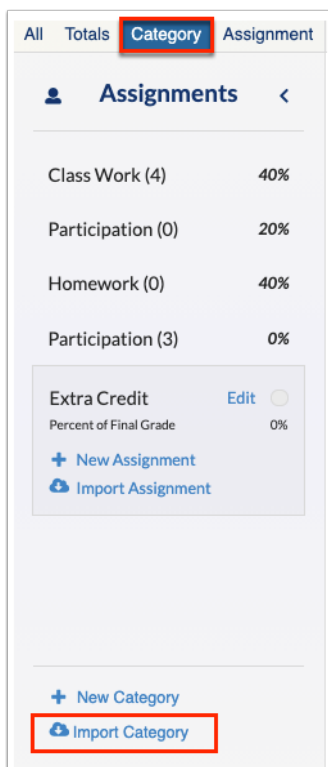 All Totals Category Assignment
Assignments
Class Work (4) 40%
Participation (0) 20%
Homework (0) 40%
Participation (3) 0%
Extra Credit Edit
Percent of Final Grade 0%
New Assignment
Import Assignment
New Category
Import Category